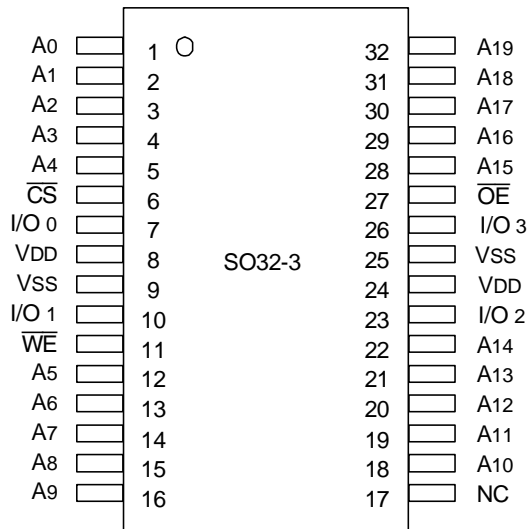 A0 1 32 A19
A1 2 31 A18
A2 3 30 A17
A3 4 29 A16
A4 5 28 A15
C̅S̅ 6 27 O̅E̅
I/O 0 7 26 I/O 3
VDD 8 SO32-3 25 VSS
VSS 9 24 VDD
I/O 1 10 23 I/O 2
W̅E̅ 11 22 A14
A5 12 21 A13
A6 13 20 A12
A7 14 19 A11
A8 15 18 A10
A9 16 17 NC